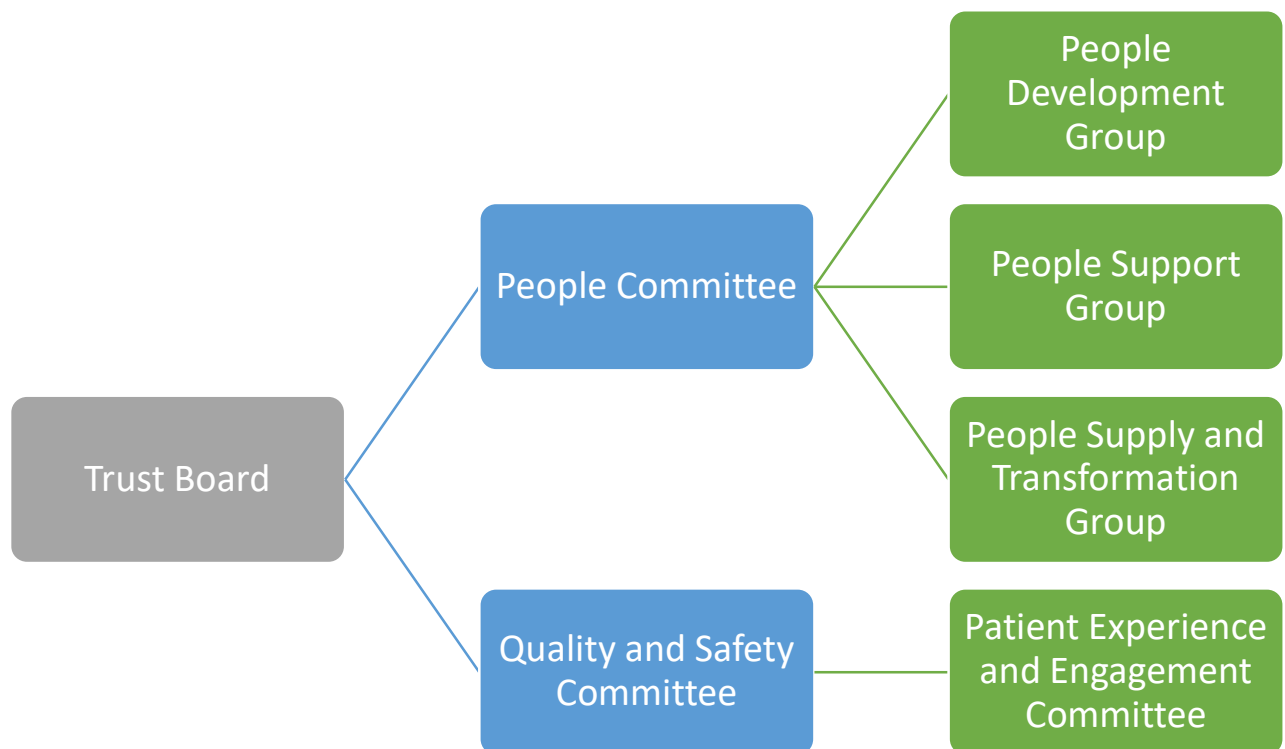 Trust Board
People Committee
People
Development
Group
People Support
Group
People Supply and
Transformation
Group
Quality and Safety
Committee
Patient Experience
and Engagement
Committee